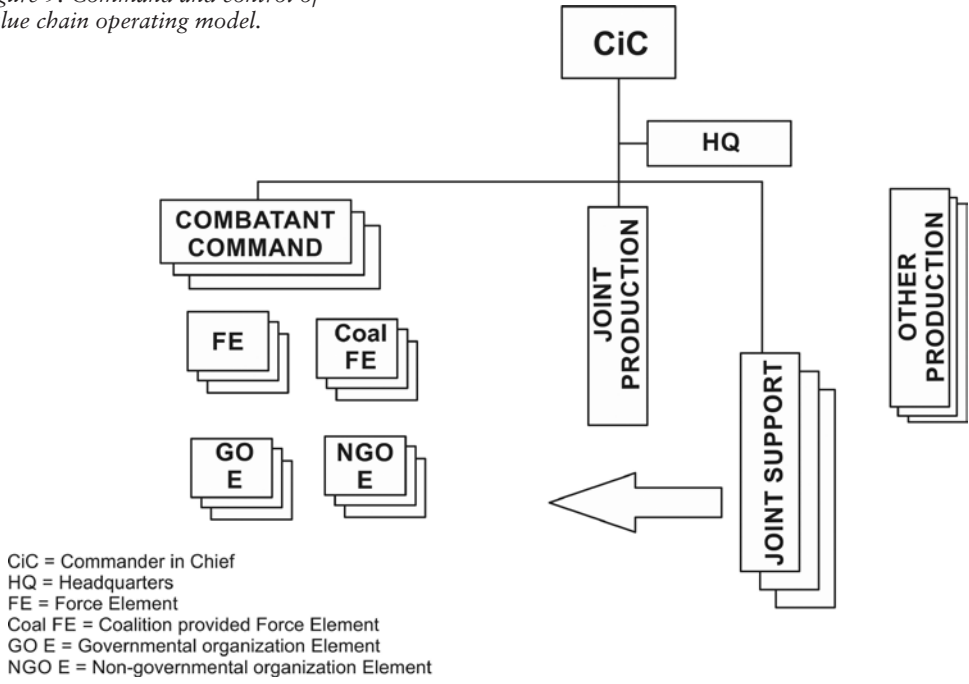 Command and control of
lue chain operating model.
CiC
HQ
COMBATANT
COMMAND
JOINT
PRODUCTION
OTHER
PRODUCTION
FE
Coal
FE
JOINT SUPPORT
GO
E
NGO
E
CiC = Commander in Chief
HQ = Headquarters
FE = Force Element
Coal FE = Coalition provided Force Element
GO E = Governmental organization Element
NGO E = Non-governmental organization Element